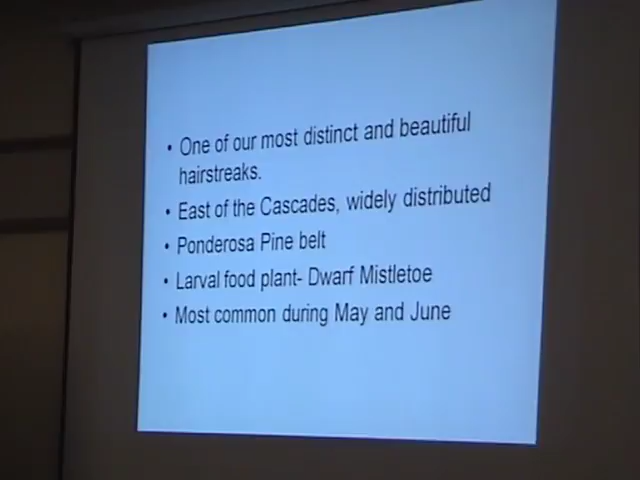 • One of our most distinct and beautiful
hairstreaks.
• East of the Cascades, widely distributed
• Ponderosa Pine belt
• Larval food plant- Dwarf Mistletoe
• Most common during May and June